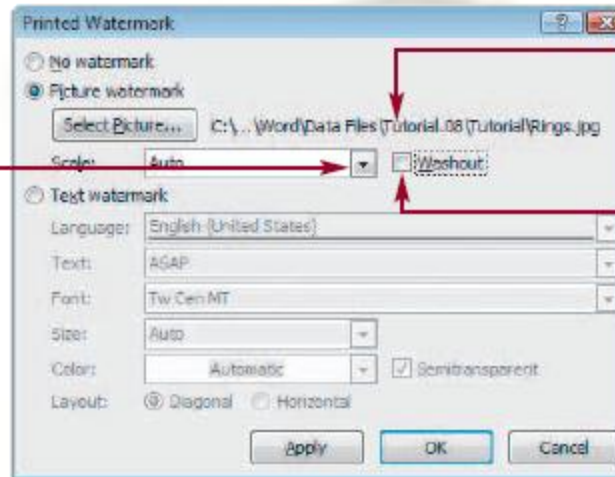 Printed Watermark
No watermark
Picture watermark
Select Picture... C:\...\Word\Data Files\Tutorial.08\Tutorial\Rings.jpg
Scale: Auto Washout
Text watermark
Language: English (United States)
Text: ASAP
Font: Tw Cen MT
Size: Auto
Color: Automatic Semitransparent
Layout: Diagonal Horizontal
Apply OK Cancel